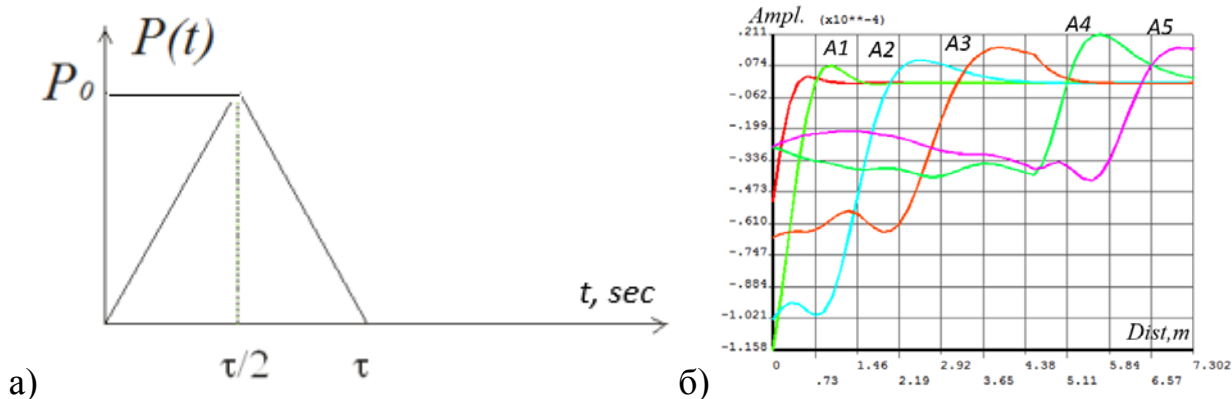 P(t)
P₀
t, sec
τ/2
τ
а)
Ampl. (x10**-4)
.211
.074
-.062
-.199
-.336
-.473
-.610
-.747
-.884
-1.021
-1.158
A1
A2
A3
A4
A5
Dist,m
0 1.46 2.92 4.38 5.84 7.302
.73 2.19 3.65 5.11 6.57
б)